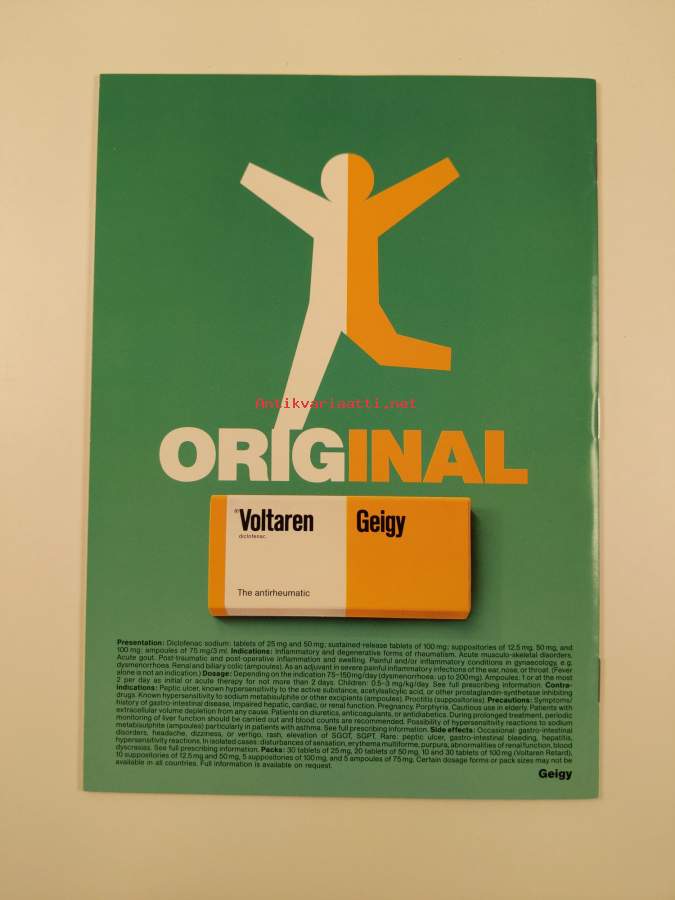 Antikvariaatti.net
ORIGINAL
®Voltaren Geigy
diclofenac
The antirheumatic
Presentation: Diclofenac sodium: tablets of 25 mg and 50 mg; sustained-release tablets of 100 mg; suppositories of 12.5 mg, 50 mg, and
100 mg; ampoules of 75 mg/3 ml. Indications: Inflammatory and degenerative forms of rheumatism. Acute musculo-skeletal disorders.
Acute gout. Post-traumatic and post-operative inflammation and swelling. Painful and/or inflammatory conditions in gynaecology, e.g.
dysmenorrhoea. Renal and biliary colic (ampoules). As an adjuvant in severe painful inflammatory infections of the ear, nose, or throat. (Fever
alone is not an indication.) Dosage: Depending on the indication 75–150 mg/day (dysmenorrhoea: up to 200 mg). Ampoules: 1 or at the most
2 per day as initial or acute therapy for not more than 2 days. Children: 0.5–3 mg/kg/day. See full prescribing information. Contra-
indications: Peptic ulcer, known hypersensitivity to the active substance, acetylsalicylic acid, or other prostaglandin-synthetase inhibiting
drugs. Known hypersensitivity to sodium metabisulphite or other excipients (ampoules). Proctitis (suppositories). Precautions: Symptoms/
history of gastro-intestinal disease, impaired hepatic, cardiac, or renal function. Pregnancy. Porphyria. Cautious use in elderly. Patients with
extracellular volume depletion from any cause. Patients on diuretics, anticoagulants, or antidiabetics. During prolonged treatment, periodic
monitoring of liver function should be carried out and blood counts are recommended. Possibility of hypersensitivity reactions to sodium
metabisulphite (ampoules) particularly in patients with asthma. See full prescribing information. Side effects: Occasional: gastro-intestinal
disorders, headache, dizziness, or vertigo, rash, elevation of SGOT, SGPT. Rare: peptic ulcer, gastro-intestinal bleeding, hepatitis,
hypersensitivity reactions. In isolated cases: disturbances of sensation, erythema multiforme, purpura, abnormalities of renal function, blood
dyscrasias. See full prescribing information. Packs: 30 tablets of 25 mg, 20 tablets of 50 mg, 10 and 30 tablets of 100 mg (Voltaren Retard),
10 suppositories of 12.5 mg and 50 mg, 5 suppositories of 100 mg, and 5 ampoules of 75 mg. Certain dosage forms or pack sizes may not be
available in all countries. Full information is available on request.
Geigy